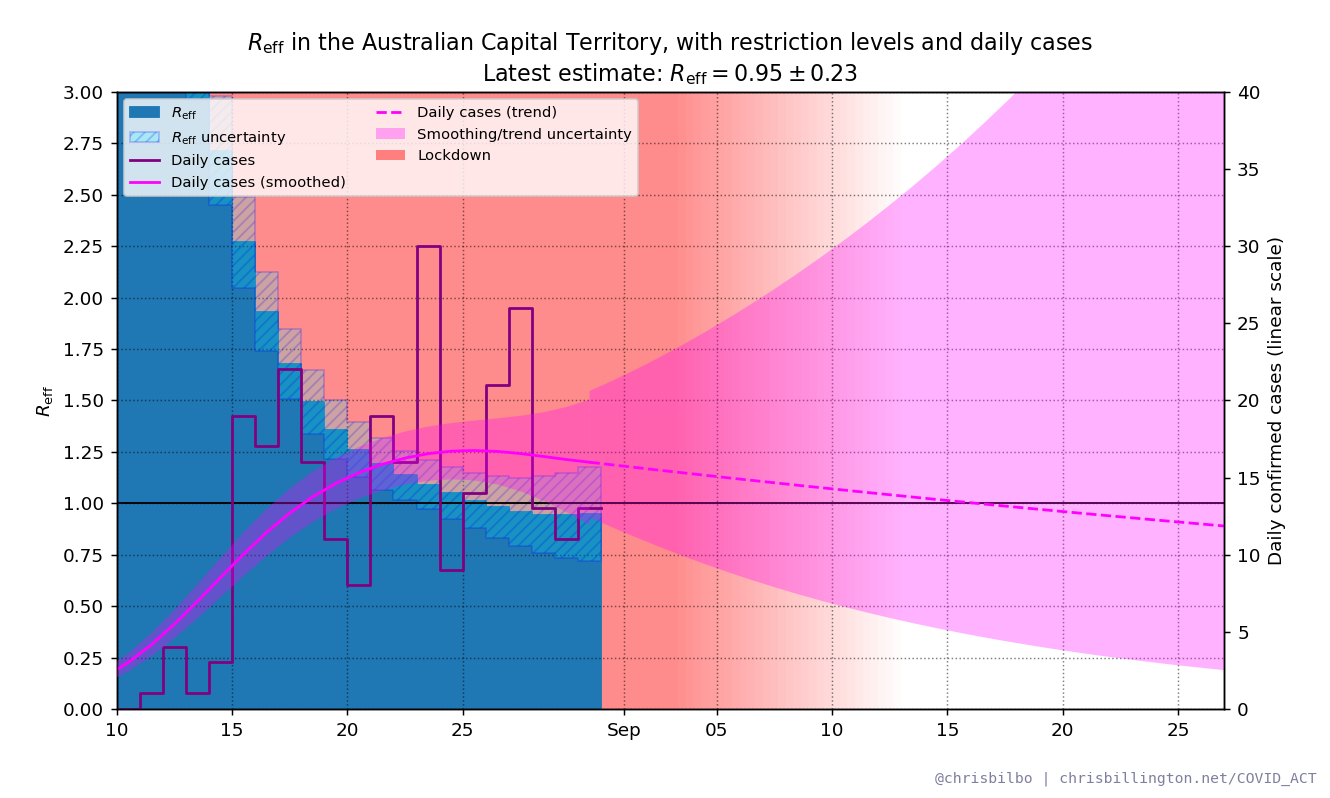 R_eff in the Australian Capital Territory, with restriction levels and daily cases
Latest estimate: R_eff = 0.95 ± 0.23
R_eff
R_eff uncertainty
Daily cases
Daily cases (smoothed)
Daily cases (trend)
Smoothing/trend uncertainty
Lockdown
3.00
2.75
2.50
2.25
2.00
1.75
1.50
1.25
1.00
0.75
0.50
0.25
0.00
R_eff
40
35
30
25
20
15
10
5
0
Daily confirmed cases (linear scale)
10 15 20 25 Sep 05 10 15 20 25
@chrisbilbo | chrisbillington.net/COVID_ACT